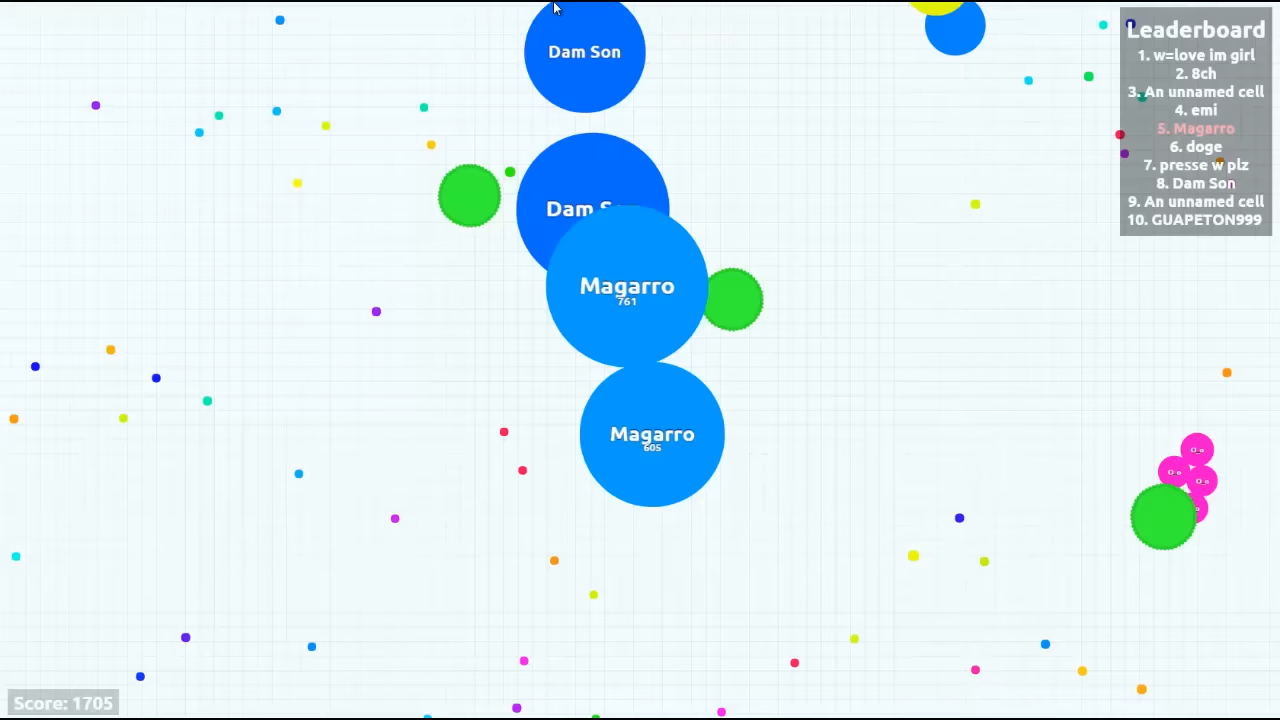 Dam Son
Leaderboard
1. w=love im girl
2. 8ch
3. An unnamed cell
4. emi
5. Magarro
6. doge
7. presse w plz
8. Dam Son
9. An unnamed cell
10. GUAPETON999
Dam S
Magarro
761
Magarro
605
Score: 1705